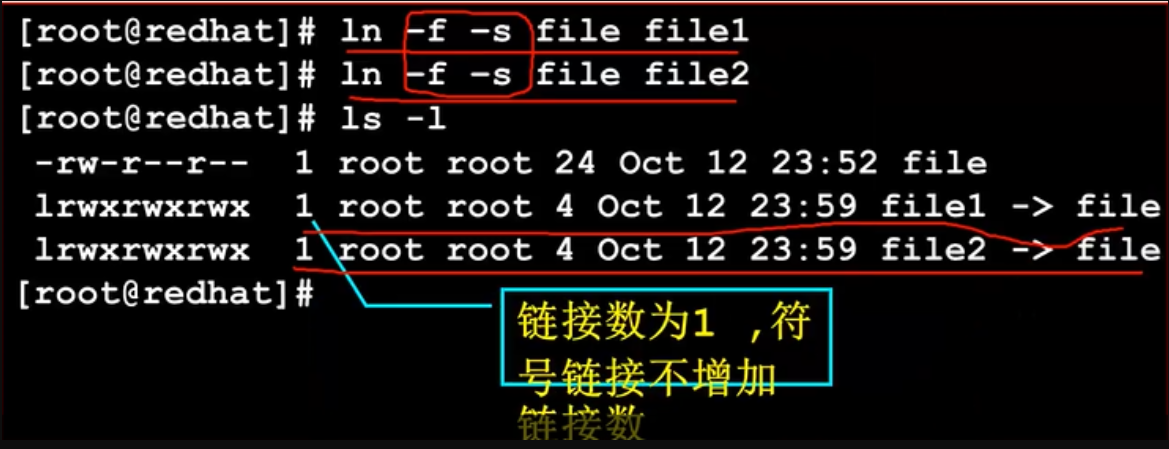 [root@redhat]# ln -f –s file file1
[root@redhat]# ln -f –s file file2
[root@redhat]# ls -l
-rw-r--r-- 1 root root 24 Oct 12 23:52 file
lrwxrwxrwx 1 root root 4 Oct 12 23:59 file1 -> file
lrwxrwxrwx 1 root root 4 Oct 12 23:59 file2 -> file
[root@redhat]#
链接数为1 ,符
号链接不增加
链接数